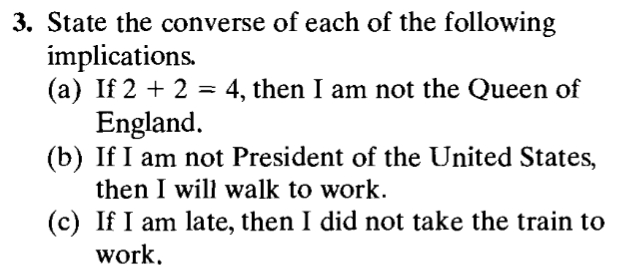 3. State the converse of each of the following
implications.
(a) If 2 + 2 = 4, then I am not the Queen of
England.
(b) If I am not President of the United States,
then I will walk to work.
(c) If I am late, then I did not take the train to
work.